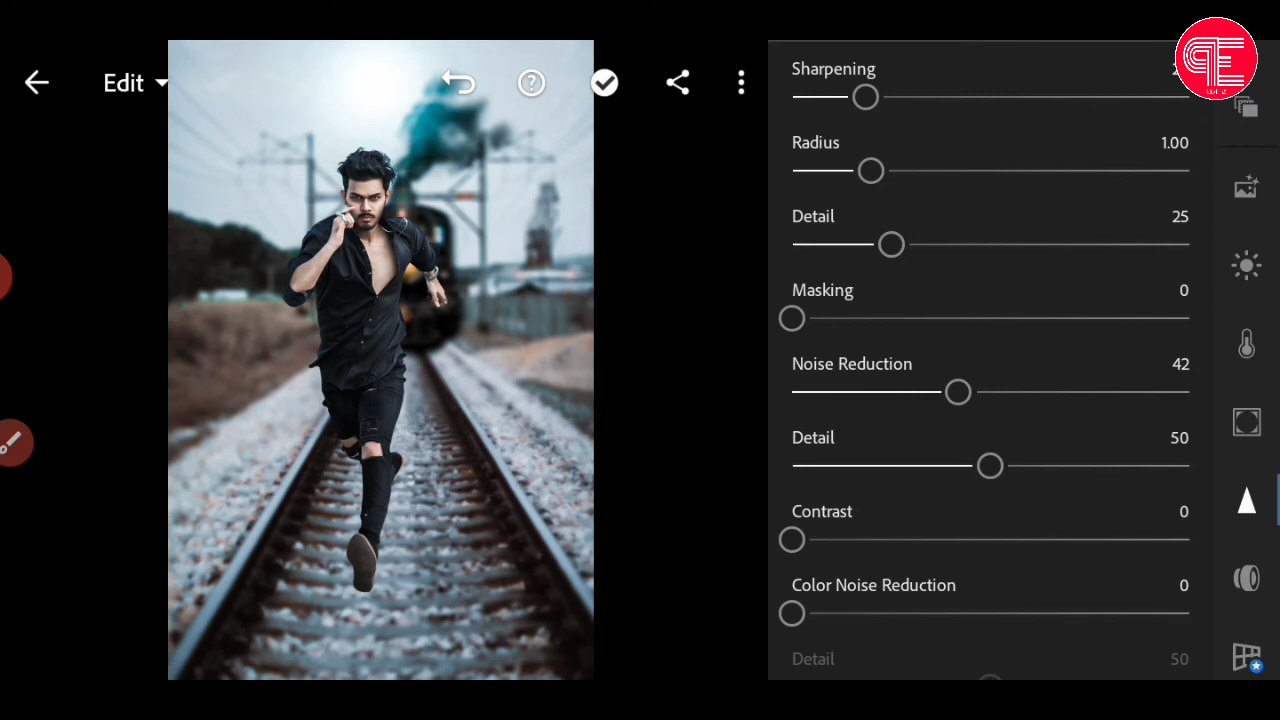 Edit
Sharpening
Radius 1.00
Detail 25
Masking 0
Noise Reduction 42
Detail 50
Contrast 0
Color Noise Reduction 0
Detail 50